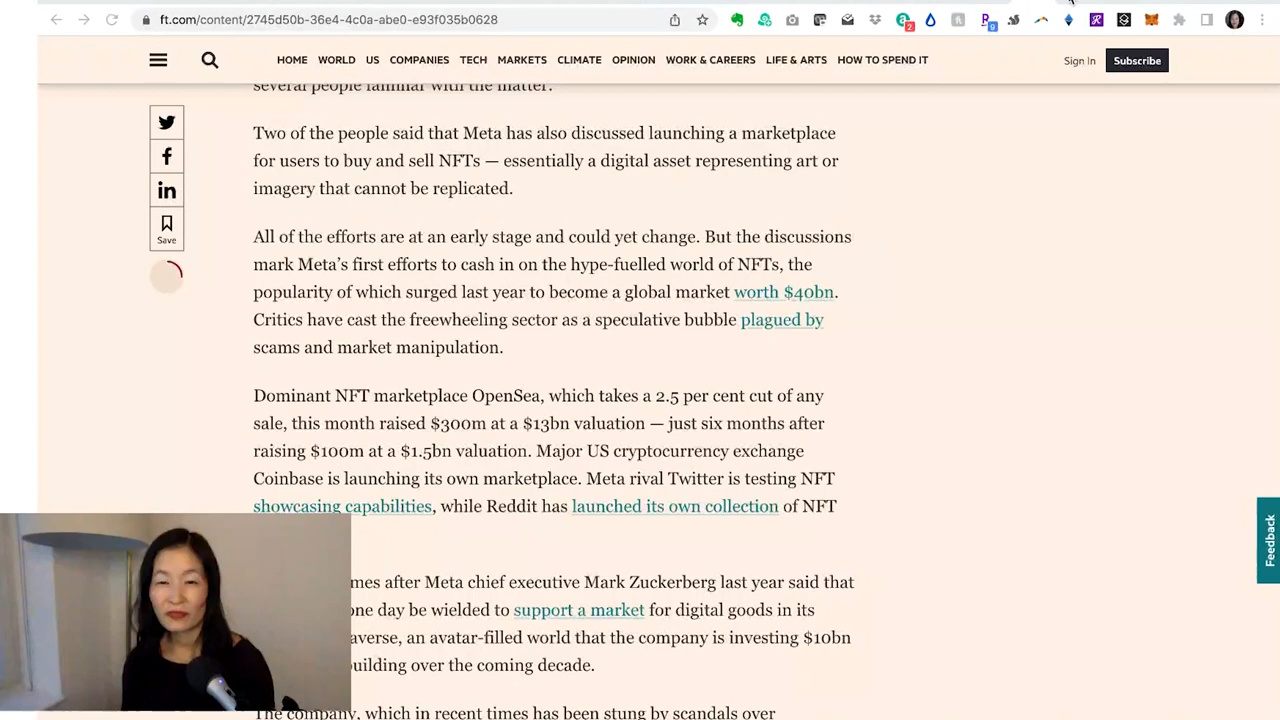 ft.com/content/2745d50b-36e4-4c0a-abe0-e93f035b0628
2
9
HOME WORLD US COMPANIES TECH MARKETS CLIMATE OPINION WORK & CAREERS LIFE & ARTS HOW TO SPEND IT
Sign In
Subscribe
several people familiar with the matter.
Two of the people said that Meta has also discussed launching a marketplace
for users to buy and sell NFTs — essentially a digital asset representing art or
imagery that cannot be replicated.
Save
All of the efforts are at an early stage and could yet change. But the discussions
mark Meta’s first efforts to cash in on the hype-fuelled world of NFTs, the
popularity of which surged last year to become a global market worth $40bn.
Critics have cast the freewheeling sector as a speculative bubble plagued by
scams and market manipulation.
Dominant NFT marketplace OpenSea, which takes a 2.5 per cent cut of any
sale, this month raised $300m at a $13bn valuation — just six months after
raising $100m at a $1.5bn valuation. Major US cryptocurrency exchange
Coinbase is launching its own marketplace. Meta rival Twitter is testing NFT
showcasing capabilities, while Reddit has launched its own collection of NFT
Feedback
mes after Meta chief executive Mark Zuckerberg last year said that
one day be wielded to support a market for digital goods in its
averse, an avatar-filled world that the company is investing $10bn
uilding over the coming decade.
The company, which in recent times has been stung by scandals over